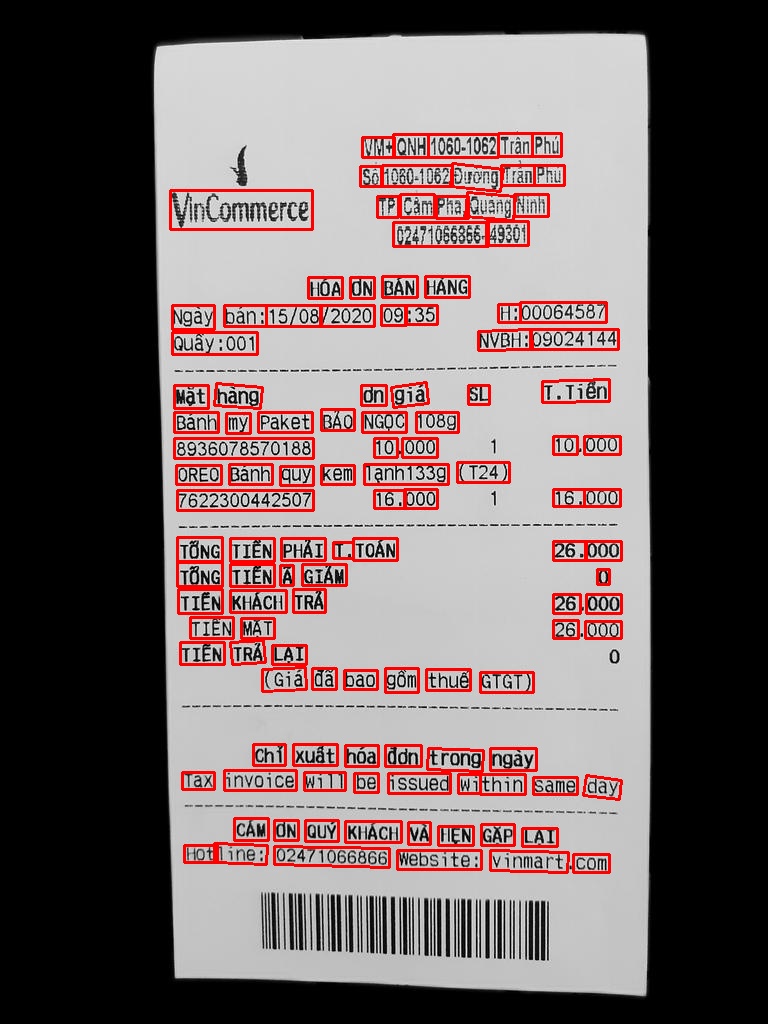 VinCommerce
VM+ QNH 1060-1062 Trần Phú
Số 1060-1062 Đường Trần Phú
TP Cẩm Phả, Quảng Ninh
02471066866-49301
HÓA ƠN BÁN HÀNG
Ngày bán:15/08/2020 09:35 H:00064587
Quầy:001 NVBH:09024144
Mặt hàng ơn giá SL T.Tiền
Bánh mỳ Paket BẢO NGỌC 108g
8936078570188 10.000 1 10.000
OREO Bánh quy kem lạnh133g (T24)
7622300442507 16.000 1 16.000
TỔNG TIỀN PHẢI T.TOÁN 26.000
TỔNG TIỀN Ã GIẢM 0
TIỀN KHÁCH TRẢ 26.000
TIỀN MẶT 26.000
TIỀN TRẢ LẠI 0
(Giá đã bao gồm thuế GTGT)
Chỉ xuất hóa đơn trong ngày
Tax invoice will be issued within same day
CẢM ƠN QUÝ KHÁCH VÀ HẸN GẶP LẠI
Hotline: 02471066866 Website: vinmart.com